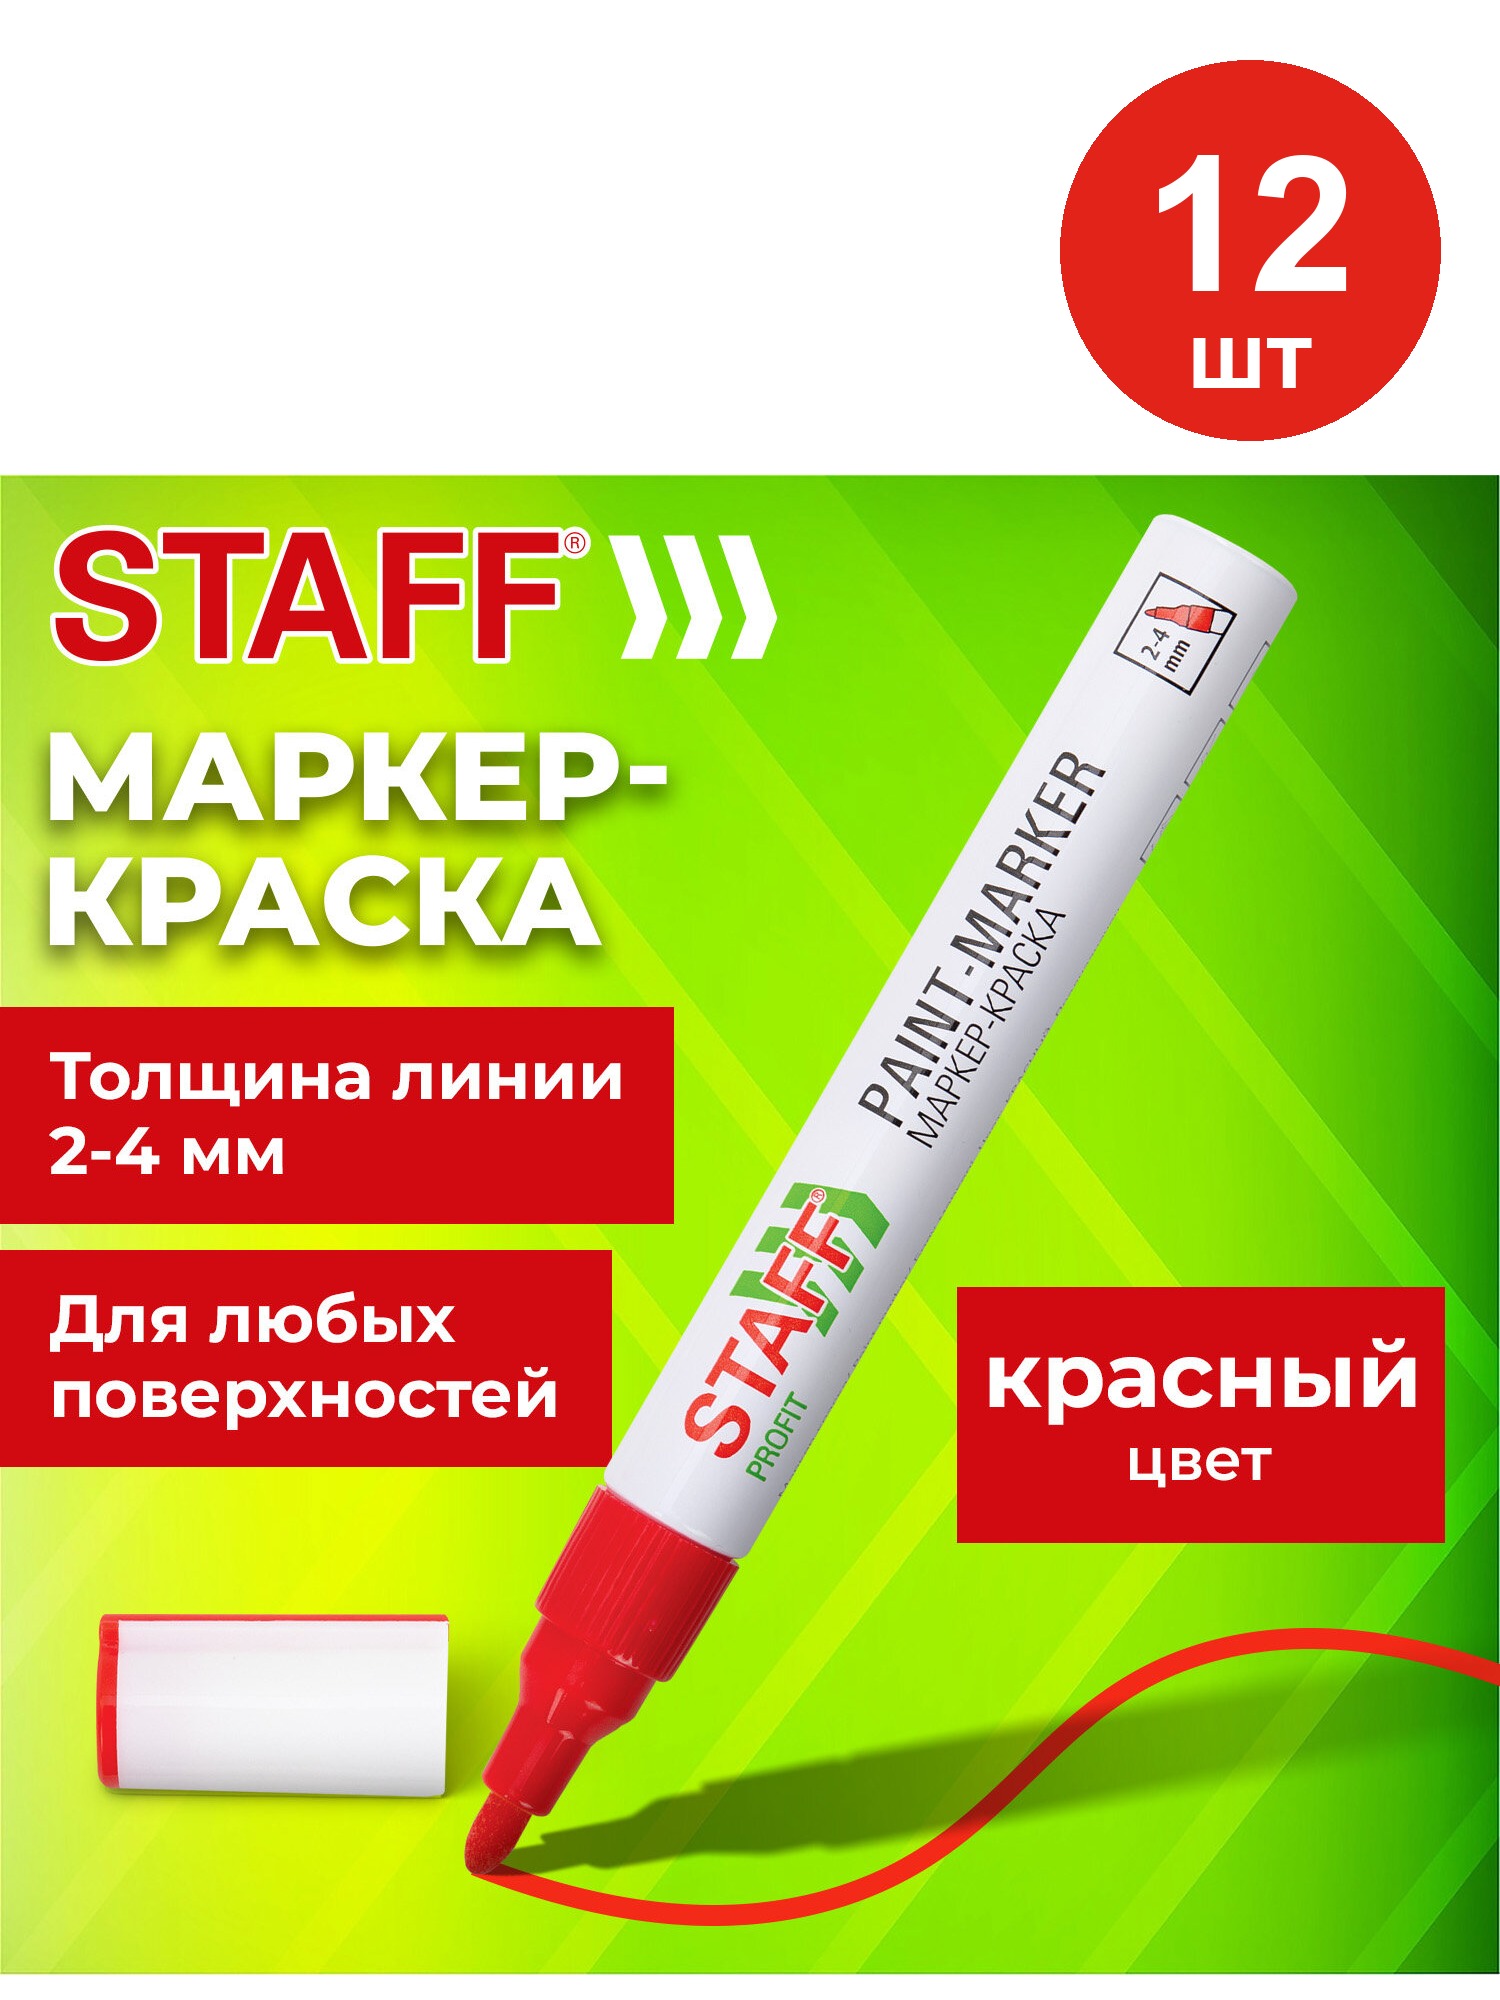 12
шт
STAFF®
МАРКЕР-
КРАСКА
Толщина линии
2-4 мм
Для любых
поверхностей
красный
цвет
2-4
mm
PAINT-MARKER
МАРКЕР-КРАСКА
STAFF®
PROFIT